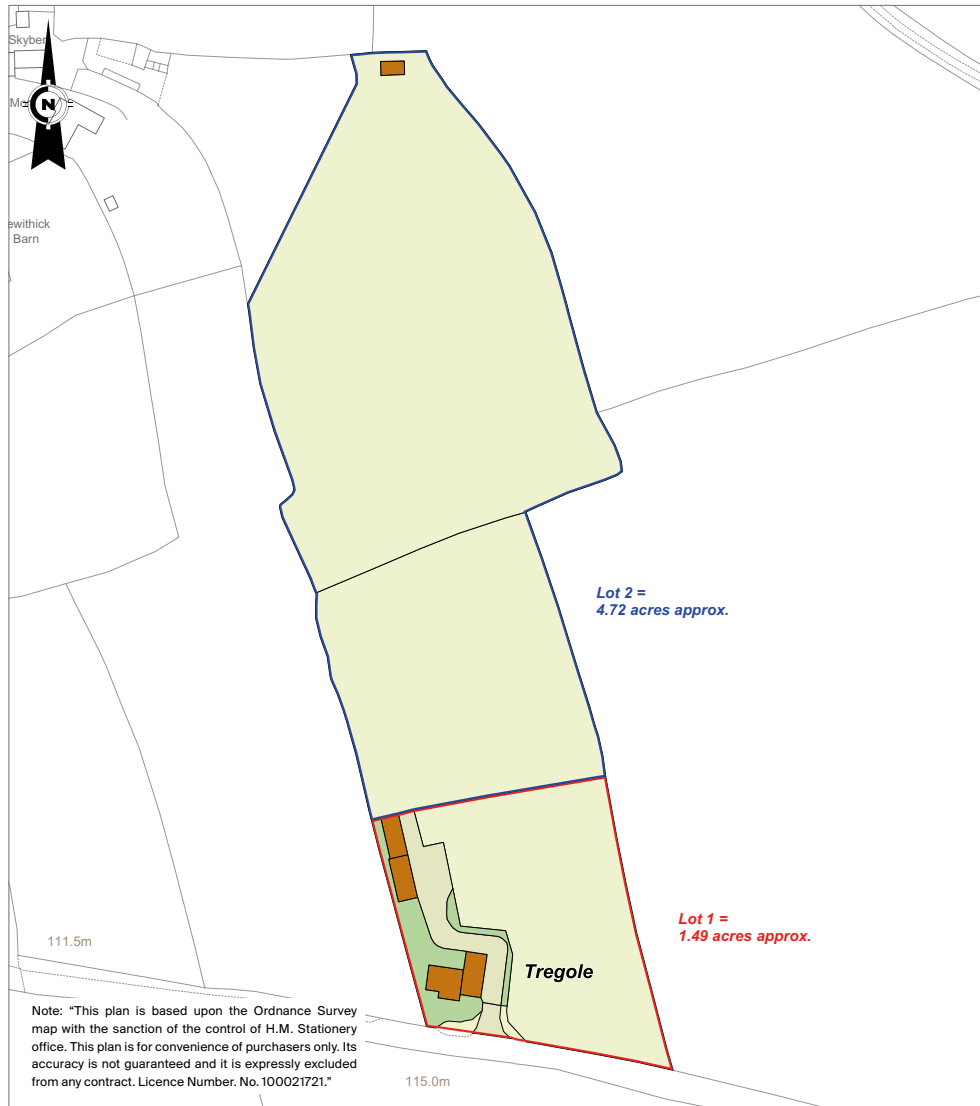 Skyber
N
ewithick
Barn
Lot 2 =
4.72 acres approx.
Lot 1 =
1.49 acres approx.
111.5m
Tregole
Note: “This plan is based upon the Ordnance Survey
map with the sanction of the control of H.M. Stationery
office. This plan is for convenience of purchasers only. Its
accuracy is not guaranteed and it is expressly excluded
from any contract. Licence Number. No. 100021721.”
115.0m